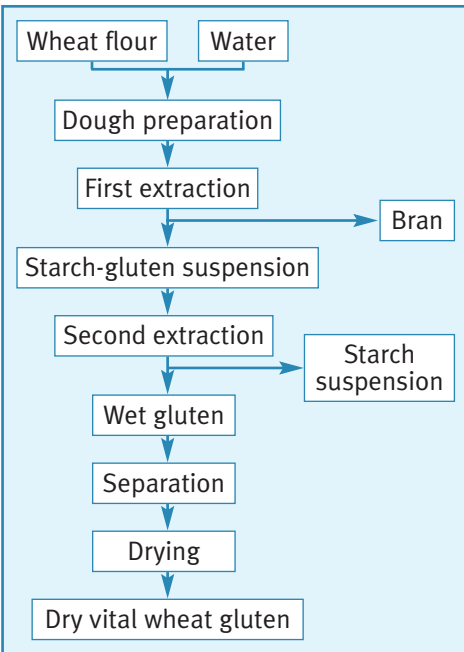 Wheat flour
Water
Dough preparation
First extraction
Bran
Starch-gluten suspension
Second extraction
Starch
suspension
Wet gluten
Separation
Drying
Dry vital wheat gluten